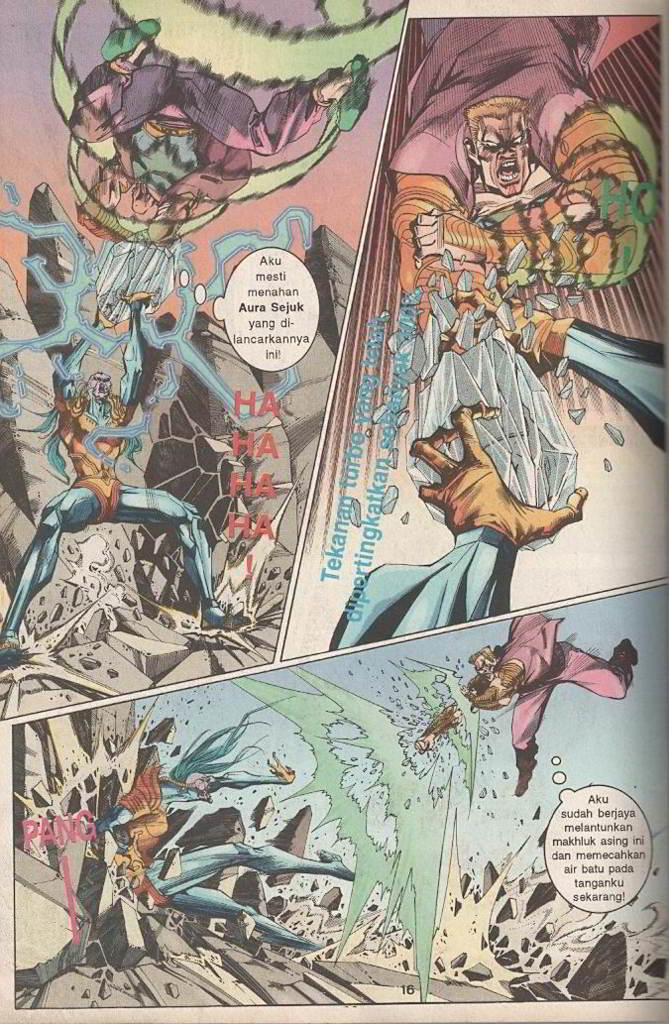 Aku
mesti
menahan
Aura Sejuk
yang di-
lancarkannya
ini!
HA
HA
HA
HA
!
HO
!
Tekanan turbo yang telah
dipertingkatkan sebanyak
PANG
!
Aku
sudah berjaya
melantunkan
makhluk asing ini
dan memecahkan
air batu pada
tanganku
sekarang!
16